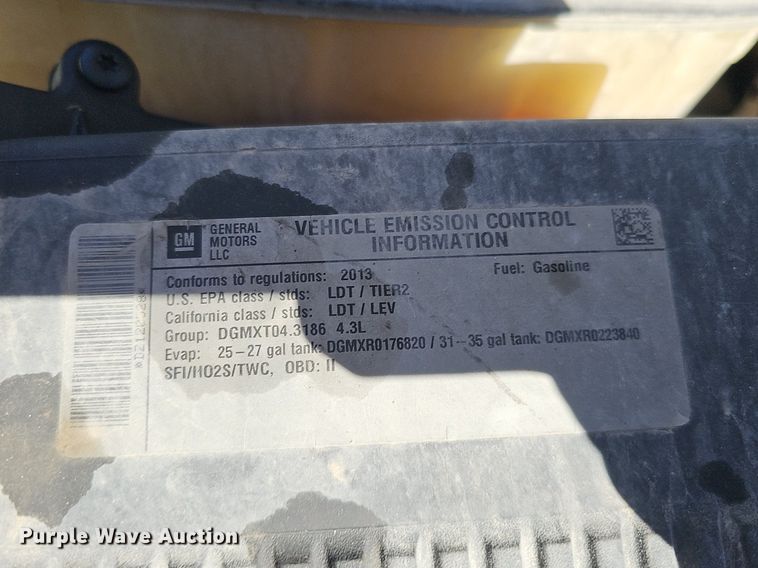 GM
GENERAL
MOTORS
LLC
VEHICLE EMISSION CONTROL
INFORMATION
Conforms to regulations: 2013
Fuel: Gasoline
U.S. EPA class / stds: LDT / TIER2
California class / stds: LDT / LEV
Group: DGMXT04.3186 4.3L
Evap: 25-27 gal tank: DGMXR0176820 / 31-35 gal tank: DGMXR0223840
SFI/HO2S/TWC, OBD: II
Purple Wave Auction